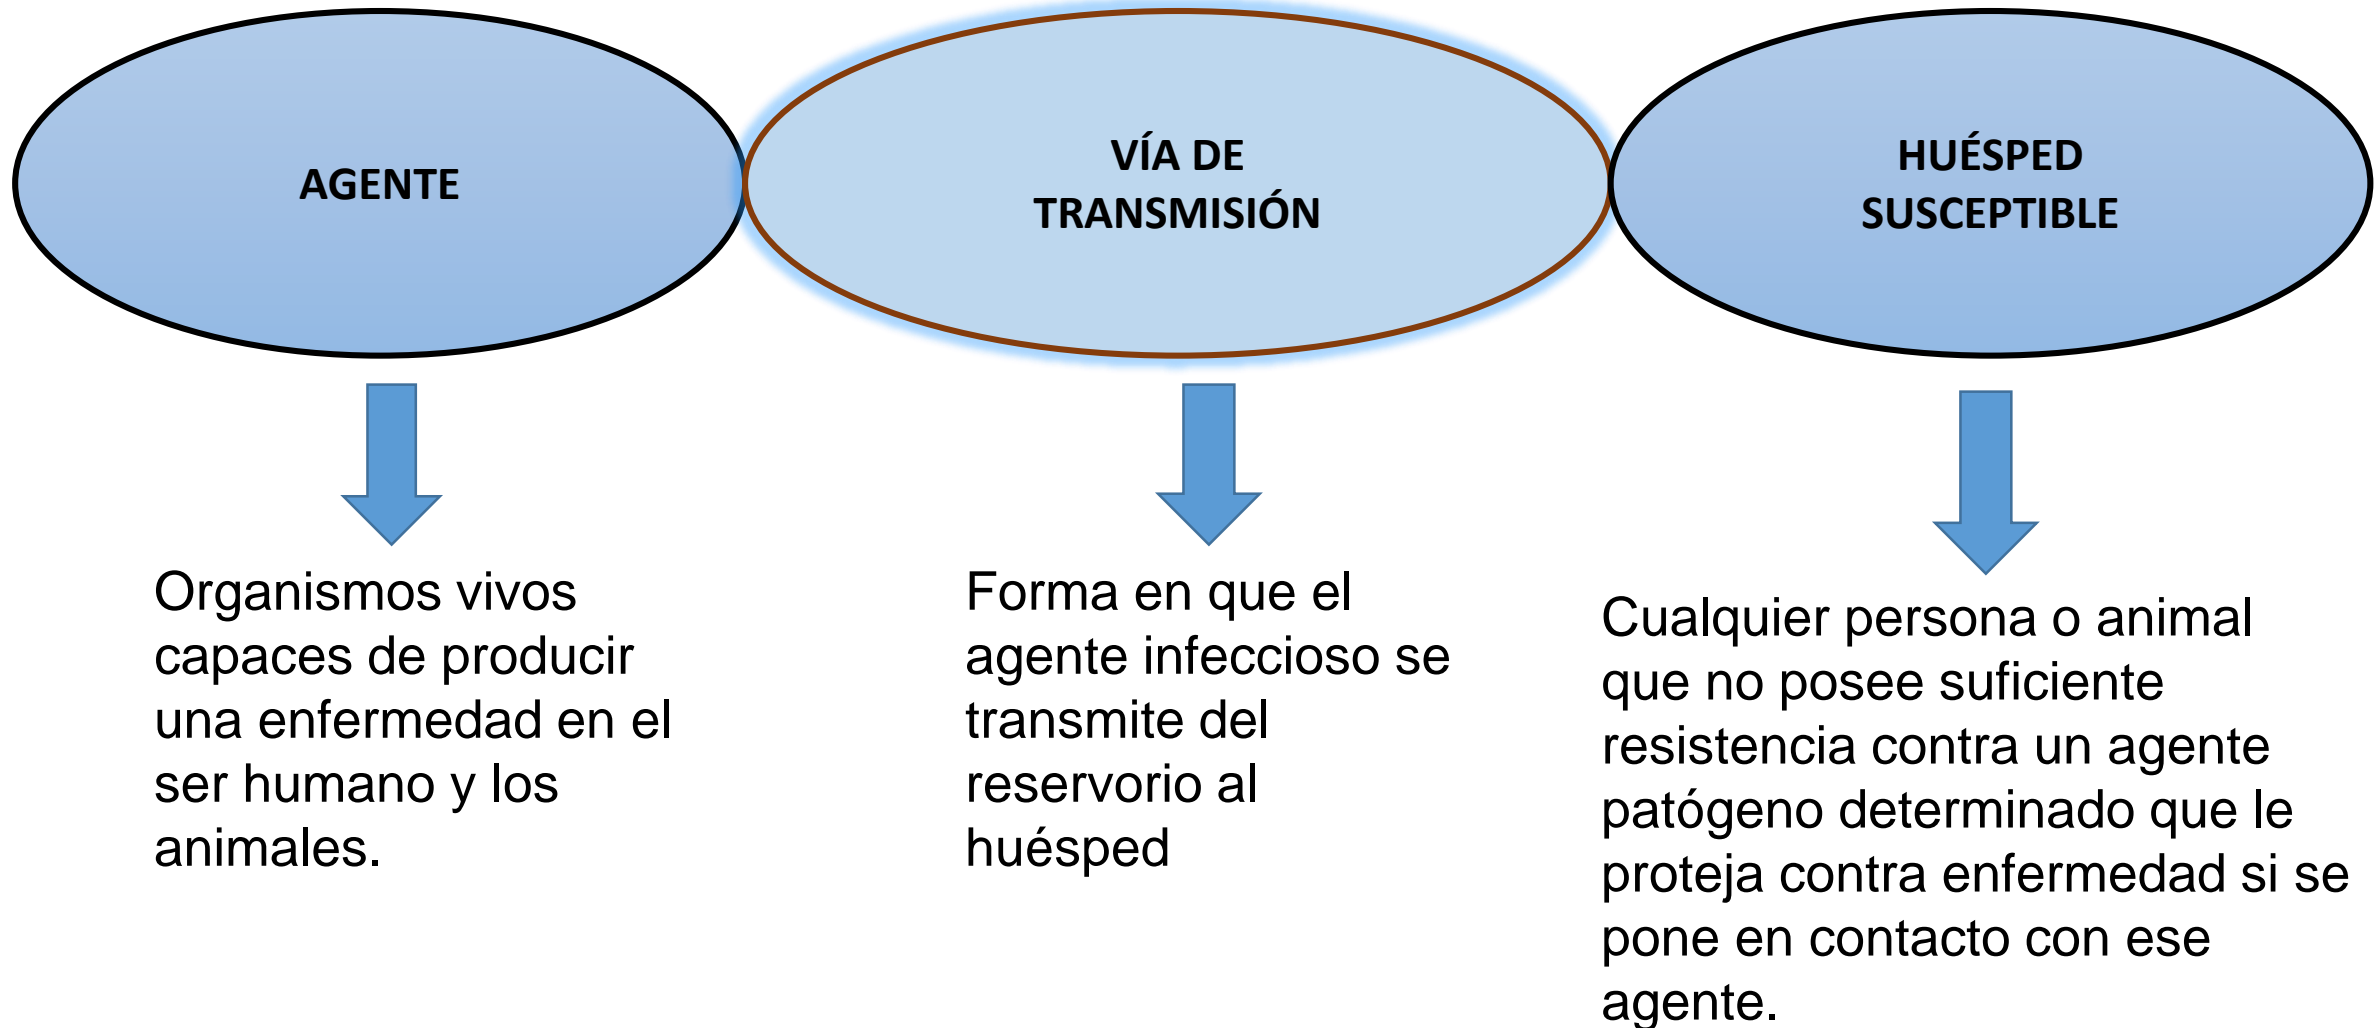 AGENTE
VÍA DE
TRANSMISIÓN
HUÉSPED
SUSCEPTIBLE
Organismos vivos
capaces de producir
una enfermedad en el
ser humano y los
animales.
Forma en que el
agente infeccioso se
transmite del
reservorio al
huésped
Cualquier persona o animal
que no posee suficiente
resistencia contra un agente
patógeno determinado que le
proteja contra enfermedad si se
pone en contacto con ese
agente.